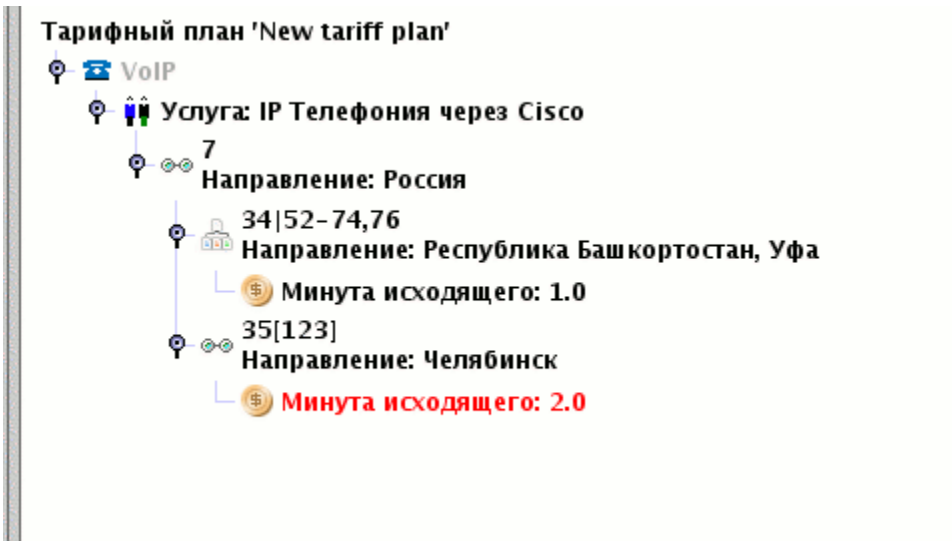 Тарифный план 'New tariff plan'
VoIP
Услуга: IP Телефония через Cisco
7
Направление: Россия
34|52-74,76
Направление: Республика Башкортостан, Уфа
Минута исходящего: 1.0
35[123]
Направление: Челябинск
Минута исходящего: 2.0